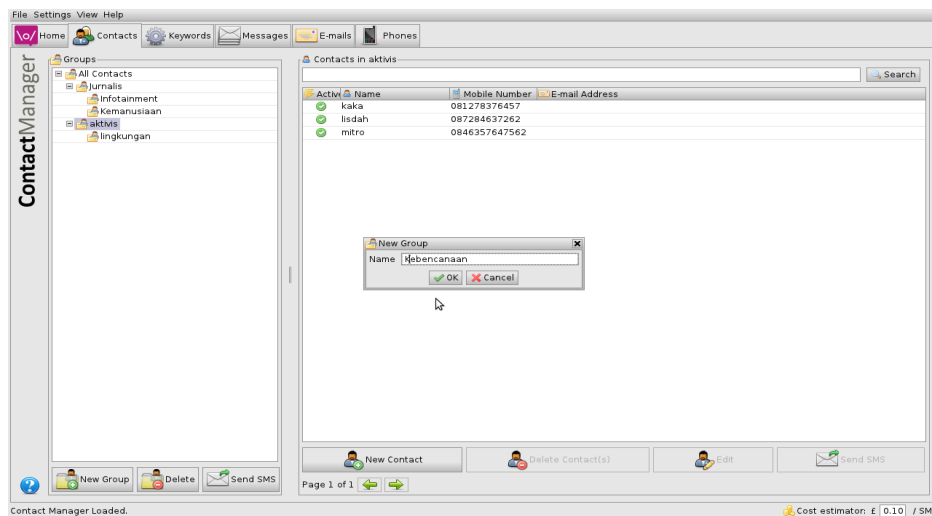 File Settings View Help
\o/ Home Contacts Keywords Messages E-mails Phones
ContactManager
Groups
All Contacts
Jurnalis
Infotainment
Kemanusiaan
aktivis
lingkungan
New Group Delete Send SMS
Contacts in aktivis
Search
Active Name Mobile Number E-mail Address
kaka 081278376457
lisdah 087284637262
mitro 0846357647562
New Group
Name Kebencanaan
OK Cancel
New Contact Delete Contact(s) Edit Send SMS
Page 1 of 1
Contact Manager Loaded.
Cost estimator: £ 0.10 / SM